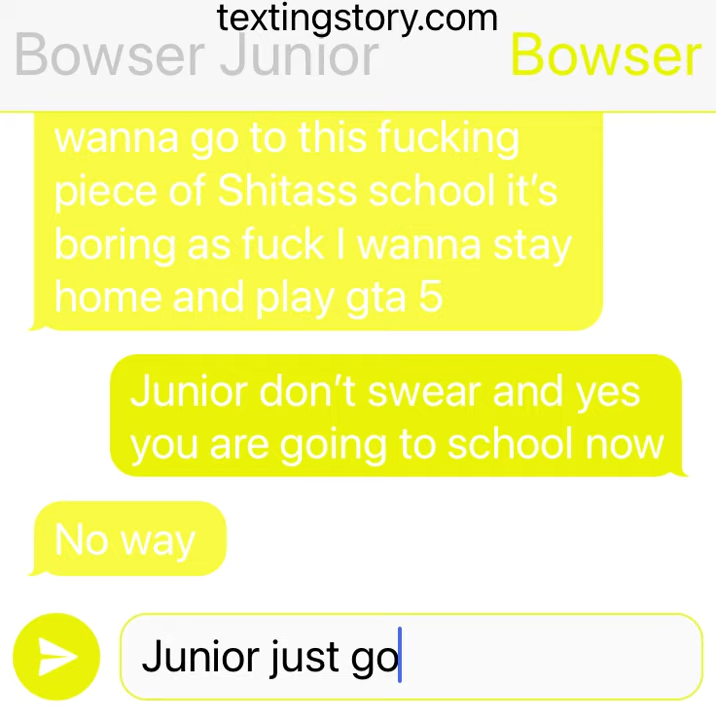 textingstory.com
Bowser Junior
Bowser
wanna go to this fucking
piece of Shitass school it’s
boring as fuck I wanna stay
home and play gta 5
Junior don’t swear and yes
you are going to school now
No way
Junior just go